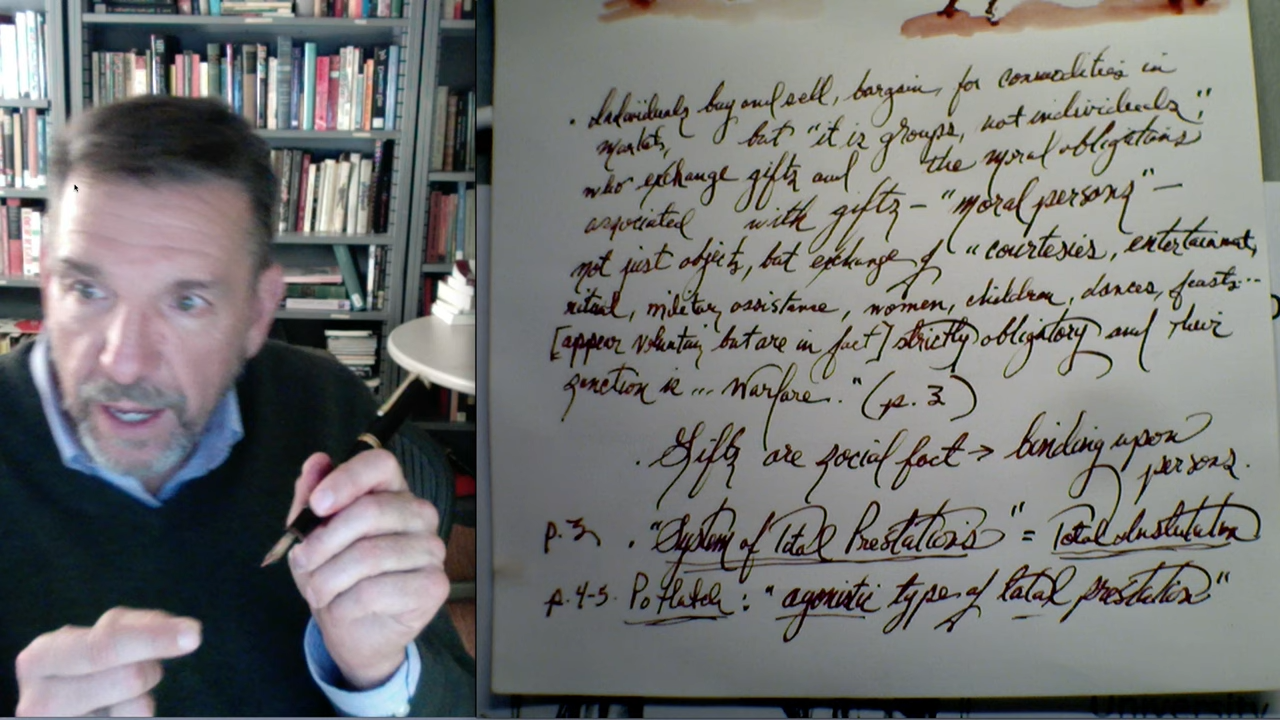 · Individuals buy and sell, bargain, for commodities in
markets, but "it is groups, not individuals,"
who exchange gifts and the moral obligations
associated with gifts – "moral persons" –
not just objects, but exchange of "courtesies, entertainment,
ritual, military assistance, women, children, dances, feasts...
[appear voluntary but are in fact] strictly obligatory and their
sanction is ... warfare." (p. 3)
· Gifts are social fact → binding upon
persons.
p. 3 · "System of Total Prestations" = Total Institution
p. 4-5. Potlatch : "agonistic type of total prestation"
University